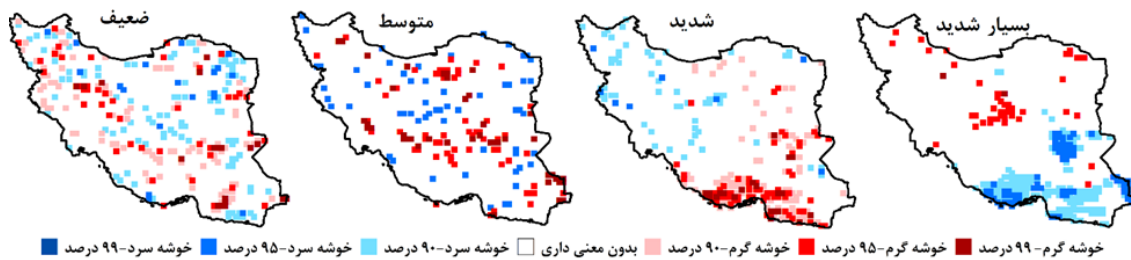 بسیار شدید
شدید
متوسط
ضعیف
خوشه گرم-۹۹ درصد خوشه گرم-۹۵ درصد خوشه گرم-۹۰ درصد بدون معنی داری خوشه سرد-۹۰ درصد خوشه سرد-۹۵ درصد خوشه سرد-۹۹ درصد